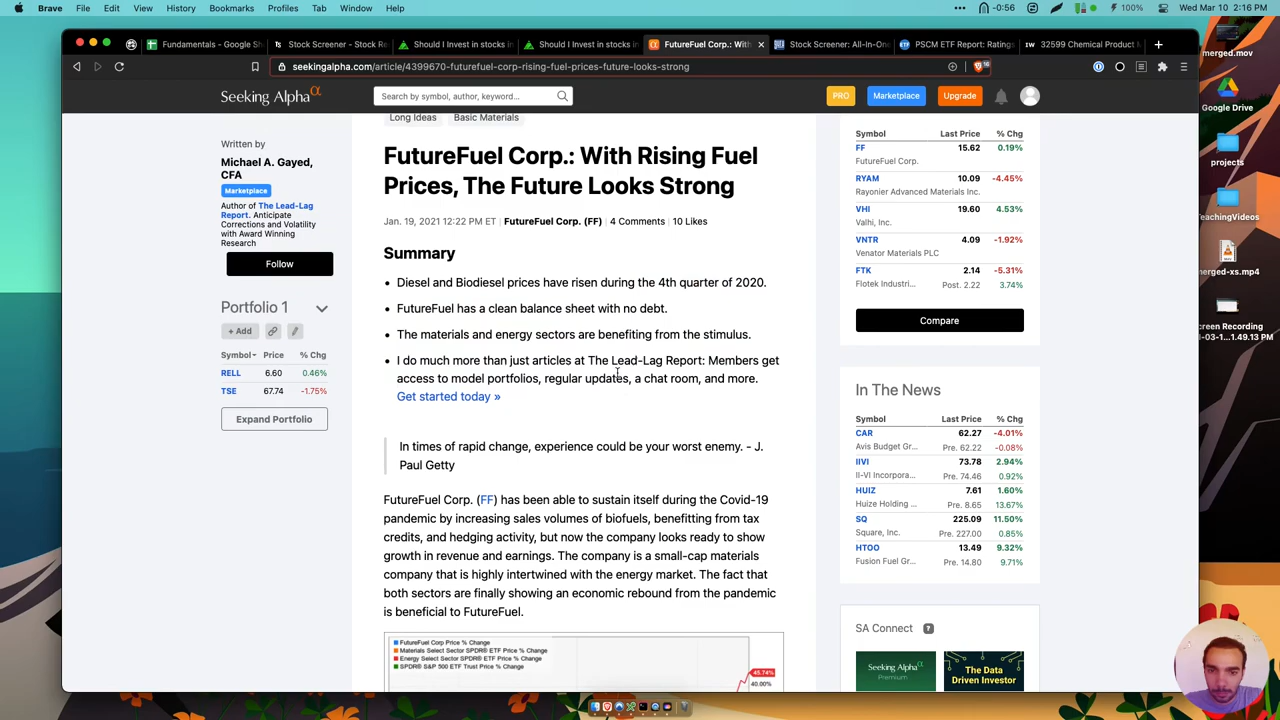 Brave File Edit View History Profiles Tab Window Help
-0:56
100%
Wed Mar 10 2:16 PM
Fundamentals - Google Sh
Stock Screener - Stock Re
Should I Invest in stocks in
Should I Invest in stocks in
FutureFuel Corp.: With
Stock Screener: All-In-One
PSCM ETF Report: Ratings
32599 Chemical Product M
seekingalpha.com/article/4399670-futurefuel-corp-rising-fuel-prices-future-looks-strong
Seeking Alpha α
Search by symbol, author, keyword...
PRO
Marketplace
Upgrade
merged.mov
Google Drive
projects
TeachingVideos
merged-xs.mp4
creen Recording
1.49.13 PM
Written by
Michael A. Gayed,
CFA
Marketplace
Author of The Lead-Lag
Report. Anticipate
Corrections and Volatility
with Award Winning
Research
Follow
Portfolio 1
+ Add
Symbol Price % Chg
RELL 6.60 0.46%
TSE 67.74 -1.75%
Expand Portfolio
Long Ideas Basic Materials
FutureFuel Corp.: With Rising Fuel
Prices, The Future Looks Strong
Jan. 19, 2021 12:22 PM ET | FutureFuel Corp. (FF) | 4 Comments | 10 Likes
Summary
• Diesel and Biodiesel prices have risen during the 4th quarter of 2020.
• FutureFuel has a clean balance sheet with no debt.
• The materials and energy sectors are benefiting from the stimulus.
• I do much more than just articles at The Lead-Lag Report: Members get
access to model portfolios, regular updates, a chat room, and more.
Get started today »
In times of rapid change, experience could be your worst enemy. - J.
Paul Getty
FutureFuel Corp. (FF) has been able to sustain itself during the Covid-19
pandemic by increasing sales volumes of biofuels, benefitting from tax
credits, and hedging activity, but now the company looks ready to show
growth in revenue and earnings. The company is a small-cap materials
company that is highly intertwined with the energy market. The fact that
both sectors are finally showing an economic rebound from the pandemic
is beneficial to FutureFuel.
FutureFuel Corp Price % Change
Materials Select Sector SPDR® ETF Price % Change
Energy Select Sector SPDR® ETF Price % Change
SPDR® S&P 500 ETF Trust Price % Change
45.74%
40.00%
Symbol Last Price % Chg
FF 15.62 0.19%
FutureFuel Corp.
RYAM 10.09 -4.45%
Rayonier Advanced Materials Inc.
VHI 19.60 4.53%
Valhi, Inc.
VNTR 4.09 -1.92%
Venator Materials PLC
FTK 2.14 -5.31%
Flotek Industri... Post. 2.22 3.74%
Compare
In The News
Symbol Last Price % Chg
CAR 62.27 -4.01%
Avis Budget Gr... Pre. 62.22 -0.08%
IIVI 73.78 2.94%
II-VI Incorpora... Pre. 74.46 0.92%
HUIZ 7.61 1.60%
Huize Holding ... Pre. 8.65 13.67%
SQ 225.09 11.50%
Square, Inc. Pre. 227.00 0.85%
HTOO 13.49 9.32%
Fusion Fuel Gr... Pre. 14.80 9.71%
SA Connect ?
Seeking Alpha α
Premium
The Data
Driven Investor